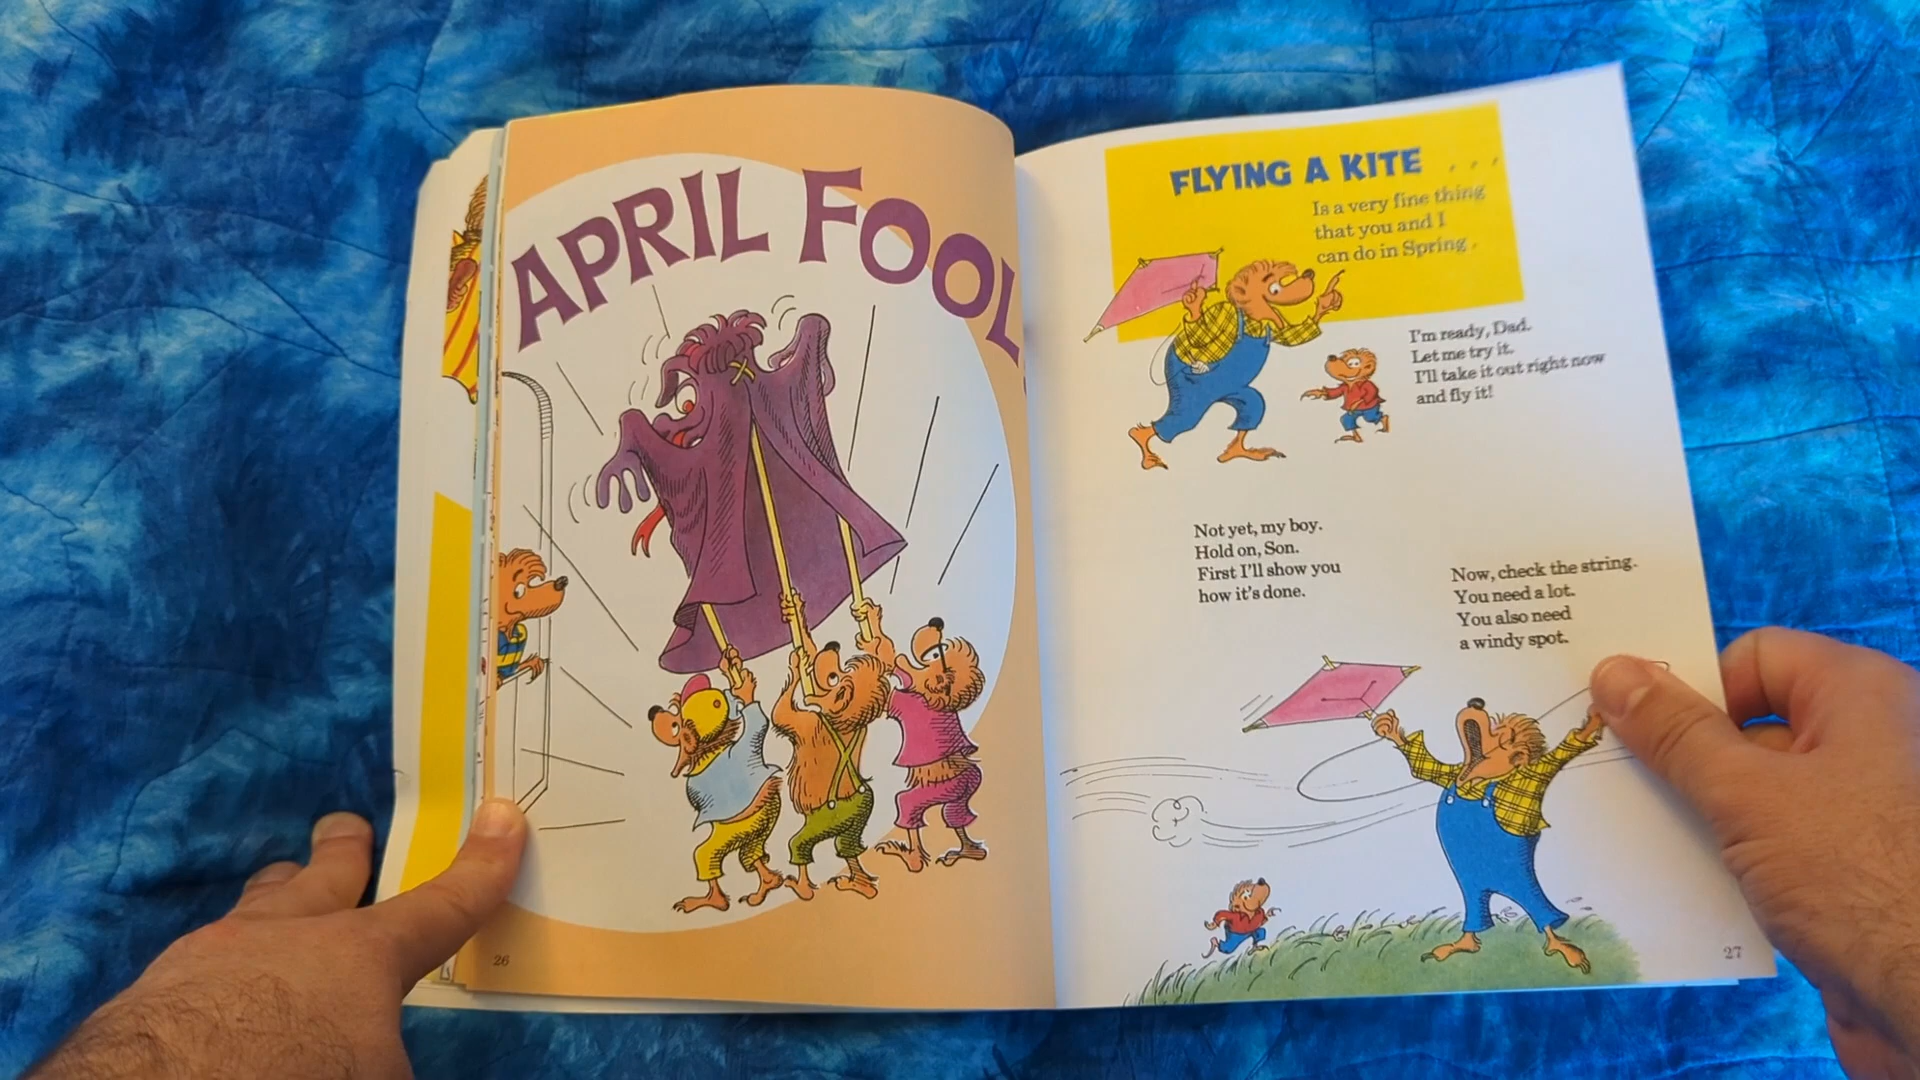 APRIL FOOL
26
FLYING A KITE ...
Is a very fine thing
that you and I
can do in Spring.
I'm ready, Dad.
Let me try it.
I'll take it out right now
and fly it!
Not yet, my boy.
Hold on, Son.
First I'll show you
how it's done.
Now, check the string.
You need a lot.
You also need
a windy spot.
27